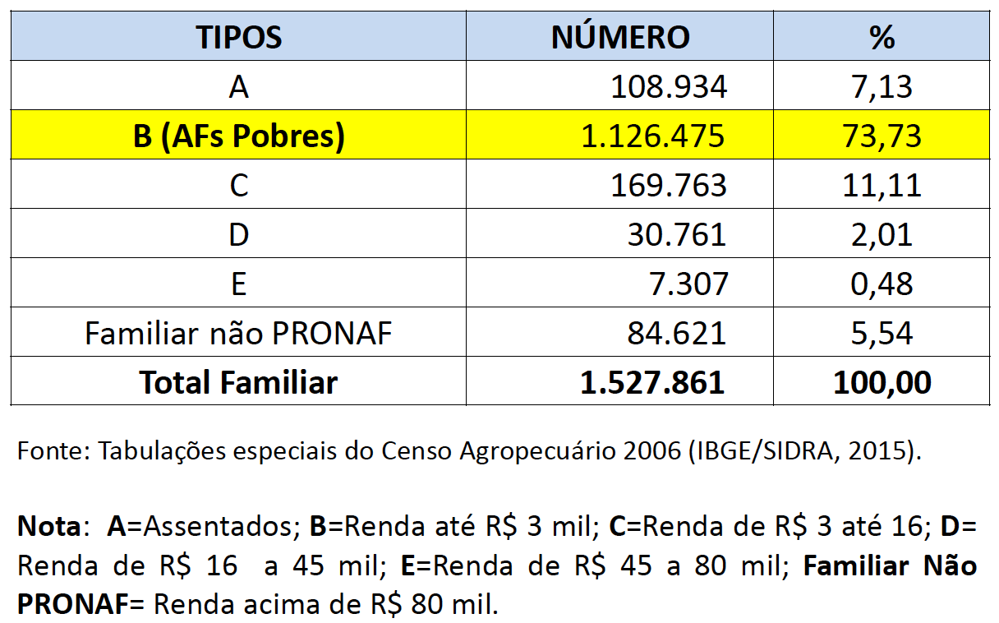 TIPOS NÚMERO %
A 108.934 7,13
B (AFs Pobres) 1.126.475 73,73
C 169.763 11,11
D 30.761 2,01
E 7.307 0,48
Familiar não PRONAF 84.621 5,54
Total Familiar 1.527.861 100,00
Fonte: Tabulações especiais do Censo Agropecuário 2006 (IBGE/SIDRA, 2015).
Nota: A=Assentados; B=Renda até R$ 3 mil; C=Renda de R$ 3 até 16; D=
Renda de R$ 16 a 45 mil; E=Renda de R$ 45 a 80 mil; Familiar Não
PRONAF= Renda acima de R$ 80 mil.